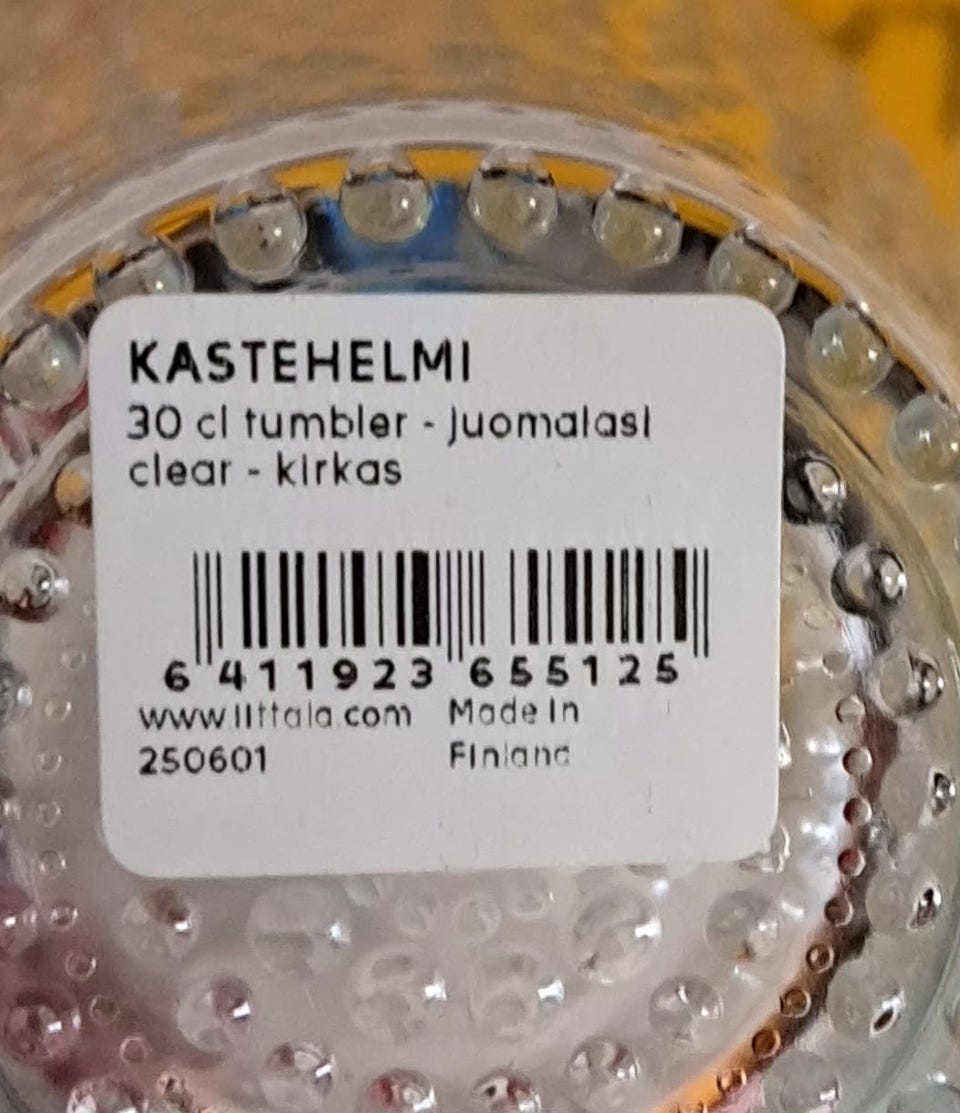 KASTEHELMI
30 cl tumbler - juomalasi
clear - kirkas
6 411923 655125
www.iittala.com Made in
250601 Finland